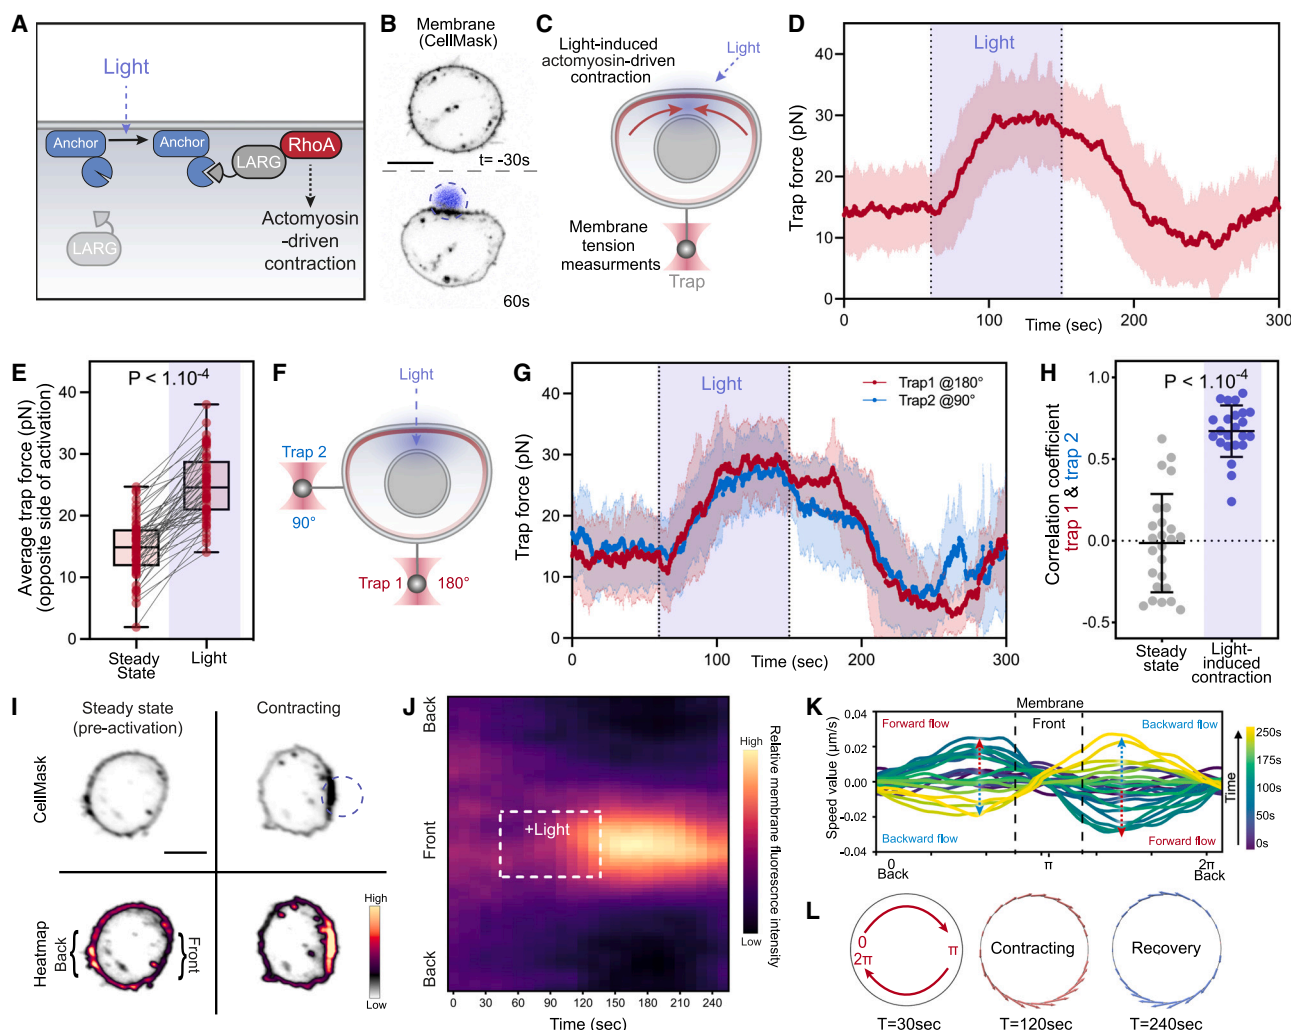 A
Light
Anchor
Anchor
LARG
RhoA
LARG
Actomyosin
-driven
contraction
B
Membrane
(CellMask)
t= -30s
60s
C
Light-induced
actomyosin-driven
contraction
Light
Membrane
tension
measurments
Trap
D
Light
Trap force (pN)
40
30
20
10
0
0
100
200
300
Time (sec)
E
P < 1.10-4
Average trap force (pN)
(opposite side of activation)
40
30
20
10
0
Steady
State
Light
F
Light
Trap 2
90°
Trap 1
180°
G
Light
Trap1 @180°
Trap2 @90°
Trap force (pN)
40
30
20
10
0
0
100
200
300
Time (sec)
H
P < 1.10-4
Correlation coefficient
trap 1 & trap 2
1.0
0.5
0.0
-0.5
Steady
state
Light-
induced
contraction
I
Steady state
(pre-activation)
Contracting
CellMask
Heatmap
Back
Front
High
Low
J
Back
Front
Back
+Light
0
30
60
90
120
150
180
210
240
Time (sec)
High
Low
Relative membrane fluorescnce intensity
K
Membrane
Forward flow
Front
Backward flow
Backward flow
Forward flow
Speed value (μm/s)
0.04
0.02
0.00
-0.02
-0.04
0
Back
π
2π
Back
Time
250s
175s
100s
50s
0s
L
0
2π
π
T=30sec
Contracting
T=120sec
Recovery
T=240sec